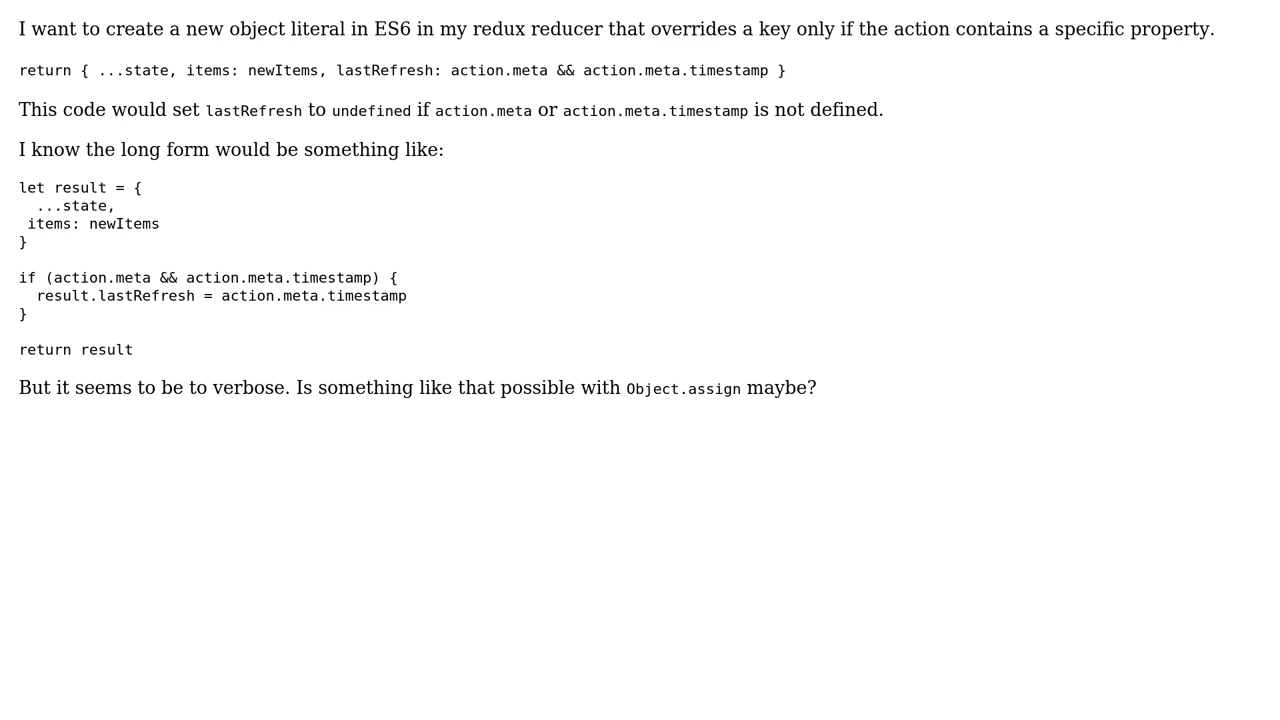 I want to create a new object literal in ES6 in my redux reducer that overrides a key only if the action contains a specific property.
return { ...state, items: newItems, lastRefresh: action.meta && action.meta.timestamp }
This code would set lastRefresh to undefined if action.meta or action.meta.timestamp is not defined.
I know the long form would be something like:
let result = {
  ...state,
 items: newItems
}
if (action.meta && action.meta.timestamp) {
  result.lastRefresh = action.meta.timestamp
}
return result
But it seems to be to verbose. Is something like that possible with Object.assign maybe?